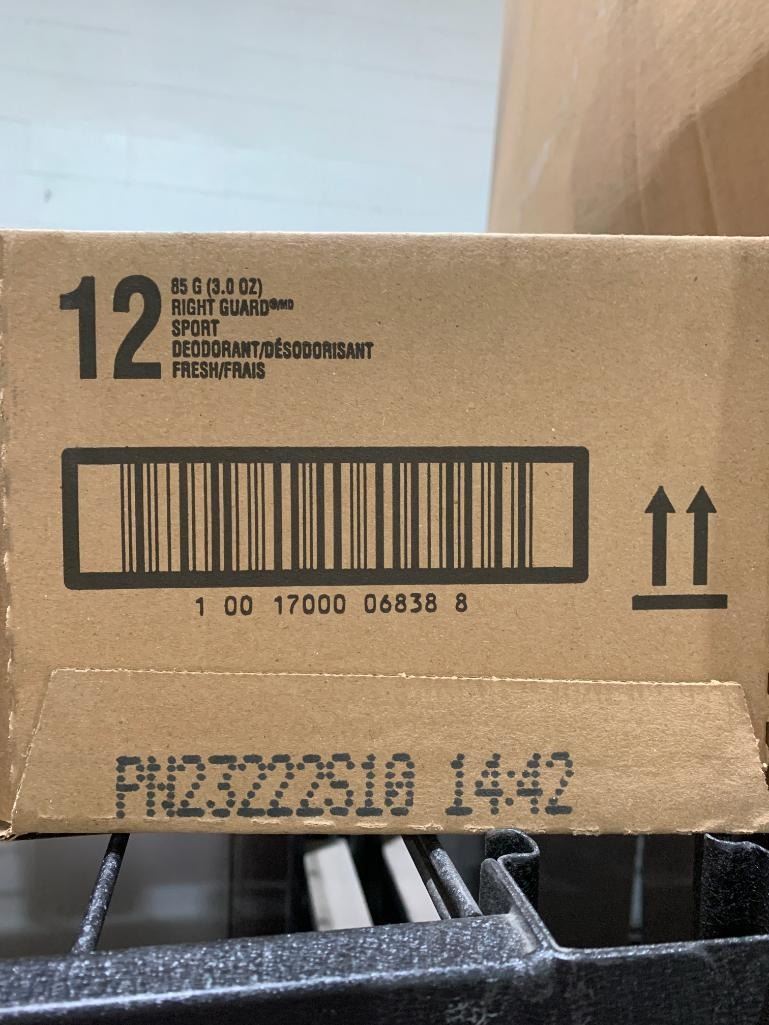 12
85 G (3.0 OZ)
RIGHT GUARD®/MD
SPORT
DEODORANT/DÉSODORISANT
FRESH/FRAIS
1 00 17000 06838 8
PH23222S10 14:42